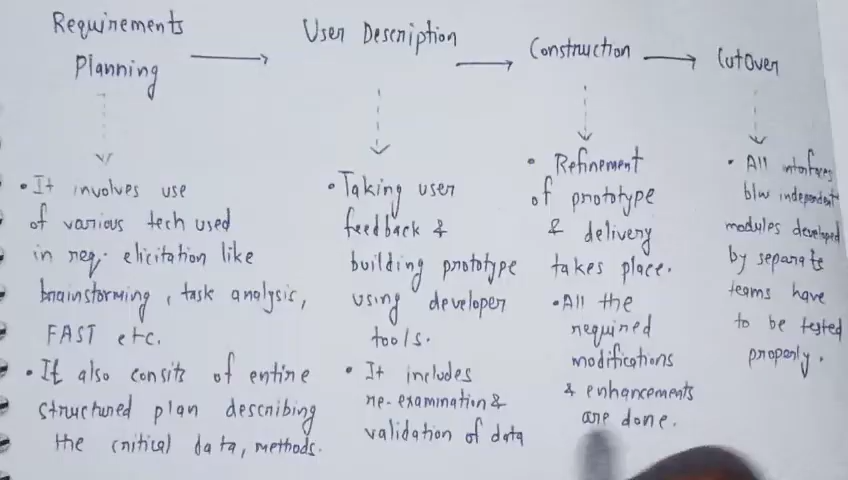 Requirements
Planning
User Description
Construction
CutOver
• It involves use
of various tech used
in req. elicitation like
brainstorming, task analysis,
FAST etc.
• It also consits of entire
structured plan describing
the critical data, methods.
• Taking user
feedback &
building prototype
using developer
tools.
• It includes
re-examination &
validation of data
• Refinement
of prototype
& delivery
takes place.
• All the
required
modifications
& enhancements
are done.
• All interfaces
b/w independent
modules developed
by separate
teams have
to be tested
properly.